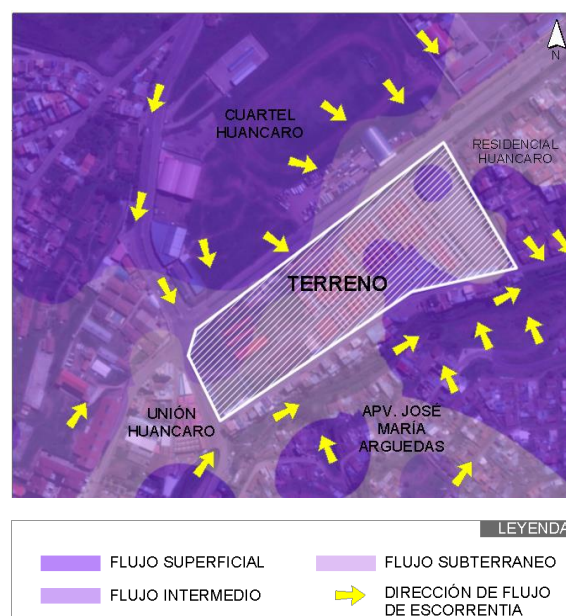 N
CUARTEL
HUANCARO
RESIDENCIAL
HUANCARO
TERRENO
UNIÓN
HUANCARO
APV. JOSÉ
MARÍA
ARGUEDAS
LEYENDA
FLUJO SUPERFICIAL
FLUJO SUBTERRANEO
FLUJO INTERMEDIO
DIRECCIÓN DE FLUJO
DE ESCORRENTIA